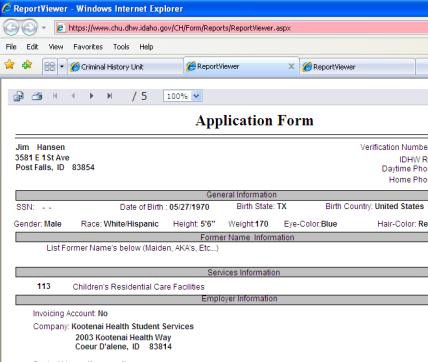 ReportViewer - Windows Internet Explorer
https://www.chu.dhw.idaho.gov/CH/Form/Reports/ReportViewer.aspx
File Edit View Favorites Tools Help
Criminal History Unit ReportViewer X ReportViewer
/ 5 100%
Application Form
Jim Hansen Verification Numbe
3581 E 1St Ave IDHW R
Post Falls, ID 83854 Daytime Pho
Home Pho
General Information
SSN: - - Date of Birth : 05/27/1970 Birth State: TX Birth Country: United States
Gender: Male Race: White/Hispanic Height: 5'6" Weight:170 Eye-Color:Blue Hair-Color: Re
Former Name Information
List Former Name's below (Maiden, AKA's, Etc...)
Services Information
113 Children's Residential Care Facilities
Employer Information
Invoicing Account: No
Company: Kootenai Health Student Services
2003 Kootenai Health Way
Coeur D'alene, ID 83814